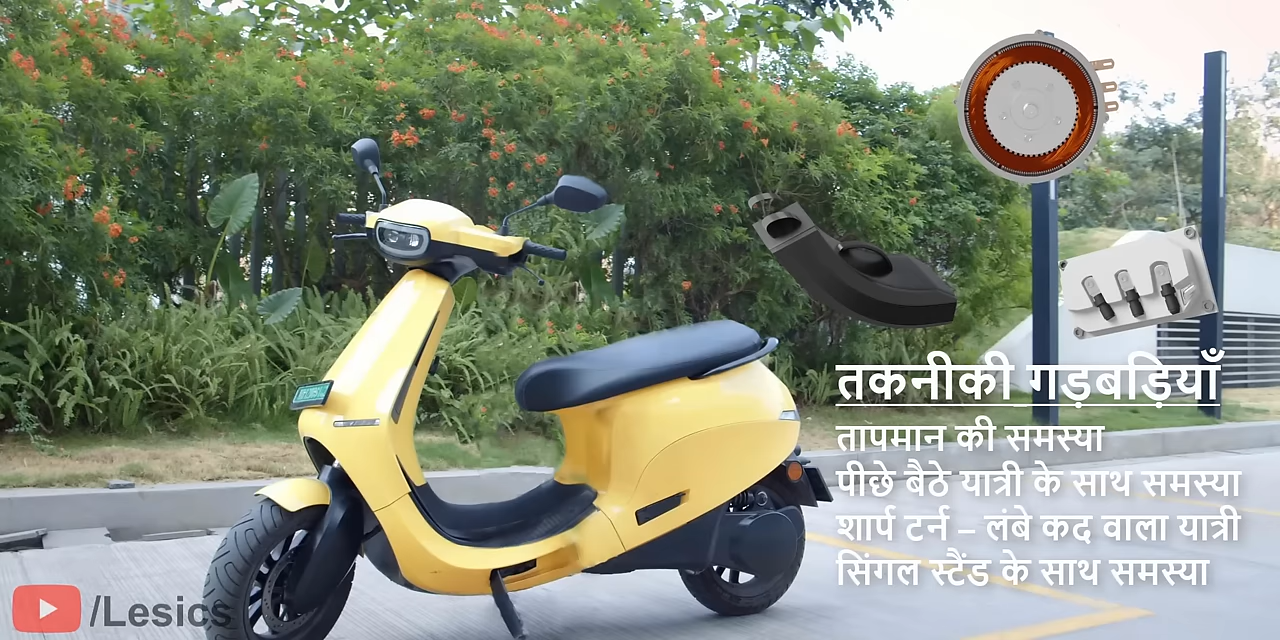 तकनीकी गड़बड़ियाँ
तापमान की समस्या
पीछे बैठे यात्री के साथ समस्या
शार्प टर्न – लंबे कद वाला यात्री
सिंगल स्टैंड के साथ समस्या
/Lesics